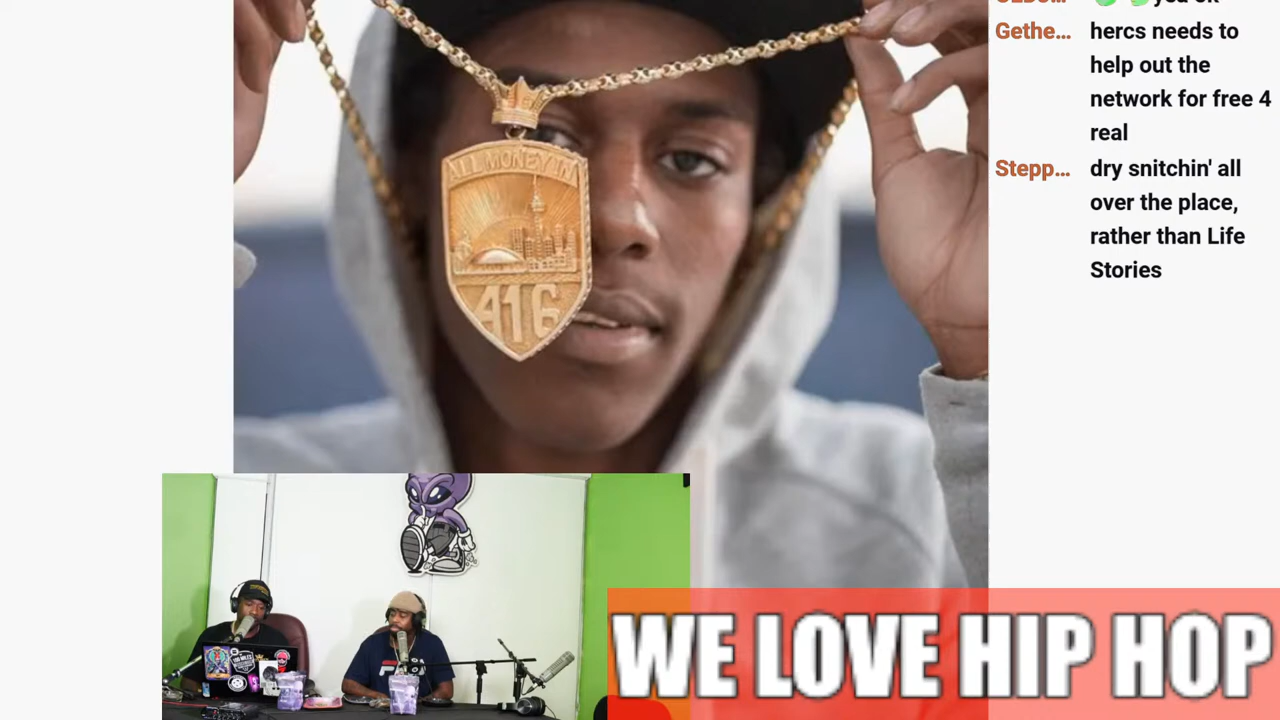 Gethe...
hercs needs to
help out the
network for free 4
real
Stepp...
dry snitchin' all
over the place,
rather than Life
Stories
ALL MONEY IN
416
WE LOVE HIP HOP